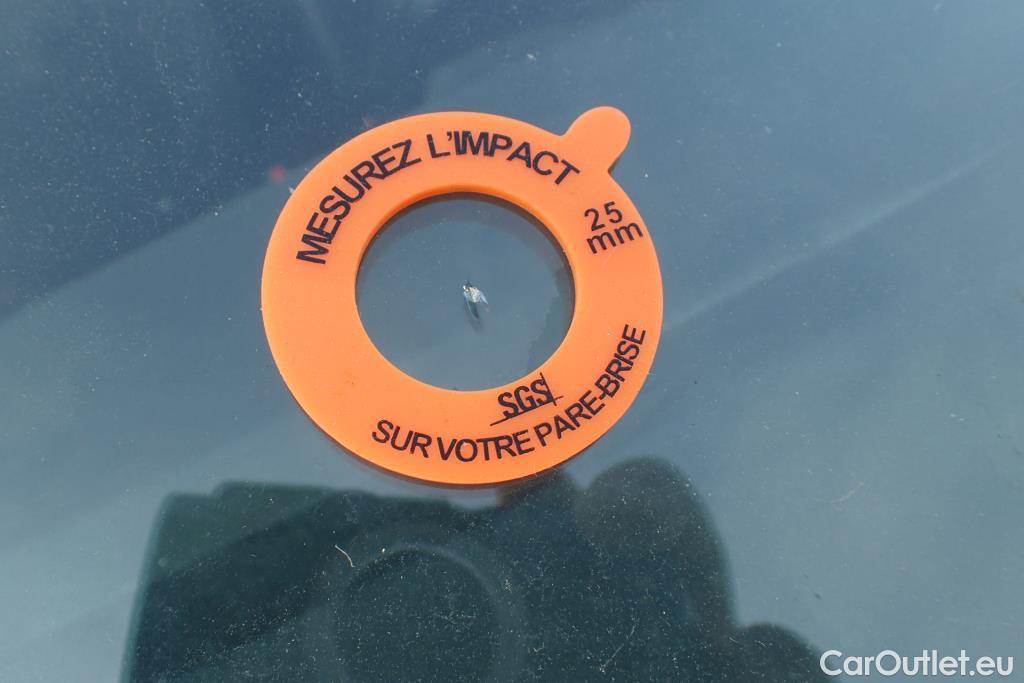 MESUREZ L'IMPACT
25
mm
SGS
SUR VOTRE PARE-BRISE
CarOutlet.eu